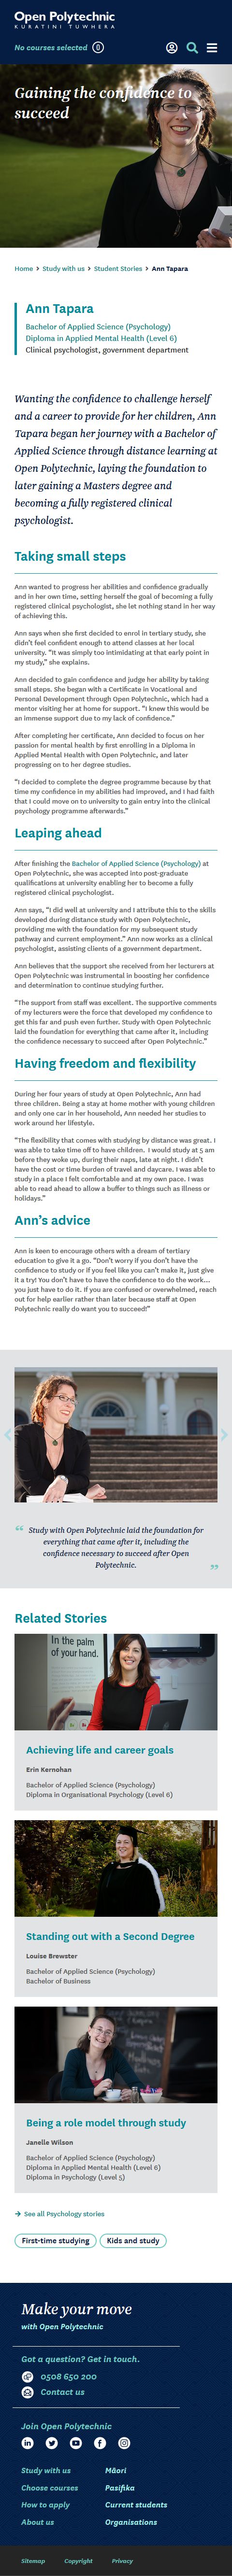 Open Polytechnic
KURATINI TUWHERA
No courses selected 0
Gaining the confidence to
succeed
Home > Study with us > Student Stories > Ann Tapara
Ann Tapara
Bachelor of Applied Science (Psychology)
Diploma in Applied Mental Health (Level 6)
Clinical psychologist, government department
Wanting the confidence to challenge herself
and a career to provide for her children, Ann
Tapara began her journey with a Bachelor of
Applied Science through distance learning at
Open Polytechnic, laying the foundation to
later gaining a Masters degree and
becoming a fully registered clinical
psychologist.
Taking small steps
Ann wanted to progress her abilities and confidence gradually
and in her own time, setting herself the goal of becoming a fully
registered clinical psychologist, she let nothing stand in her way
of achieving this.
Ann says when she first decided to enrol in tertiary study, she
didn't feel confident enough to attend classes at her local
university. "It was simply too intimidating at that early point in
my study," she explains.
Ann decided to gain confidence and judge her ability by taking
small steps. She began with a Certificate in Vocational and
Personal Development through Open Polytechnic, which had a
mentor visiting her at home for support. "I knew this would be
an immense support due to my lack of confidence."
After completing her certificate, Ann decided to focus on her
passion for mental health by first enrolling in a Diploma in
Applied Mental Health with Open Polytechnic, and later
progressing on to her degree studies.
"I decided to complete the degree programme because by that
time my confidence in my abilities had improved, and I had faith
that I could move on to university to gain entry into the clinical
psychology programme afterwards."
Leaping ahead
After finishing the Bachelor of Applied Science (Psychology) at
Open Polytechnic, she was accepted into post-graduate
qualifications at university enabling her to become a fully
registered clinical psychologist.
Ann says, "I did well at university and I attribute this to the skills
developed during distance study with Open Polytechnic,
providing me with the foundation for my subsequent study
pathway and current employment." Ann now works as a clinical
psychologist, assisting clients of a government department.
Ann believes that the support she received from her lecturers at
Open Polytechnic was instrumental in boosting her confidence
and determination to continue studying further.
"The support from staff was excellent. The supportive comments
of my lecturers were the force that developed my confidence to
get this far and push even further. Study with Open Polytechnic
laid the foundation for everything that came after it, including
the confidence necessary to succeed after Open Polytechnic."
Having freedom and flexibility
During her four years of study at Open Polytechnic, Ann had
three children. Being a stay at home mother with young children
and only one car in the household, Ann needed her studies to
work around her lifestyle.
"The flexibility that comes with studying by distance was great. I
was able to take time off to have children.  I would study at 5 am
before they woke up, during their naps, late at night. I didn't
have the cost or inconvenience of travel and daycare. I was able to
study in a place I felt comfortable and at my own pace. I was
able to read ahead to allow a buffer to things such as illness or
holidays."
Ann's advice
Ann is keen to encourage others with a dream of tertiary
education to give it a go. "Don't worry if you don't have the
confidence to study or if you feel like you can't make it, just give
it a try! You don't have to have the confidence to do the work...
you just have to do it. If you are confused or overwhelmed, reach
out for help earlier rather than later because staff at Open
Polytechnic really do want you to succeed!"
"Study with Open Polytechnic laid the foundation for
everything that came after it, including the
confidence necessary to succeed after Open
Polytechnic."
Related Stories
In the palm
of your hand.
Achieving life and career goals
Erin Kernohan
Bachelor of Applied Science (Psychology)
Diploma in Organisational Psychology (Level 6)
Standing out with a Second Degree
Louise Brewster
Bachelor of Applied Science (Psychology)
Bachelor of Business
Being a role model through study
Janelle Wilson
Bachelor of Applied Science (Psychology)
Diploma in Applied Mental Health (Level 6)
Diploma in Psychology (Level 5)
→ See all Psychology stories
First-time studying Kids and study
Make your move
with Open Polytechnic
Got a question? Get in touch.
0508 650 200
Contact us
Join Open Polytechnic
Study with us Māori
Choose courses Pasifika
How to apply Current students
About us Organisations
Sitemap Copyright Privacy